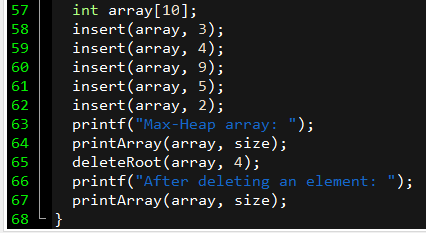 57 int array[10];
58 insert(array, 3);
59 insert(array, 4);
60 insert(array, 9);
61 insert(array, 5);
62 insert(array, 2);
63 printf("Max-Heap array: ");
64 printArray(array, size);
65 deleteRoot(array, 4);
66 printf("After deleting an element: ");
67 printArray(array, size);
68 }